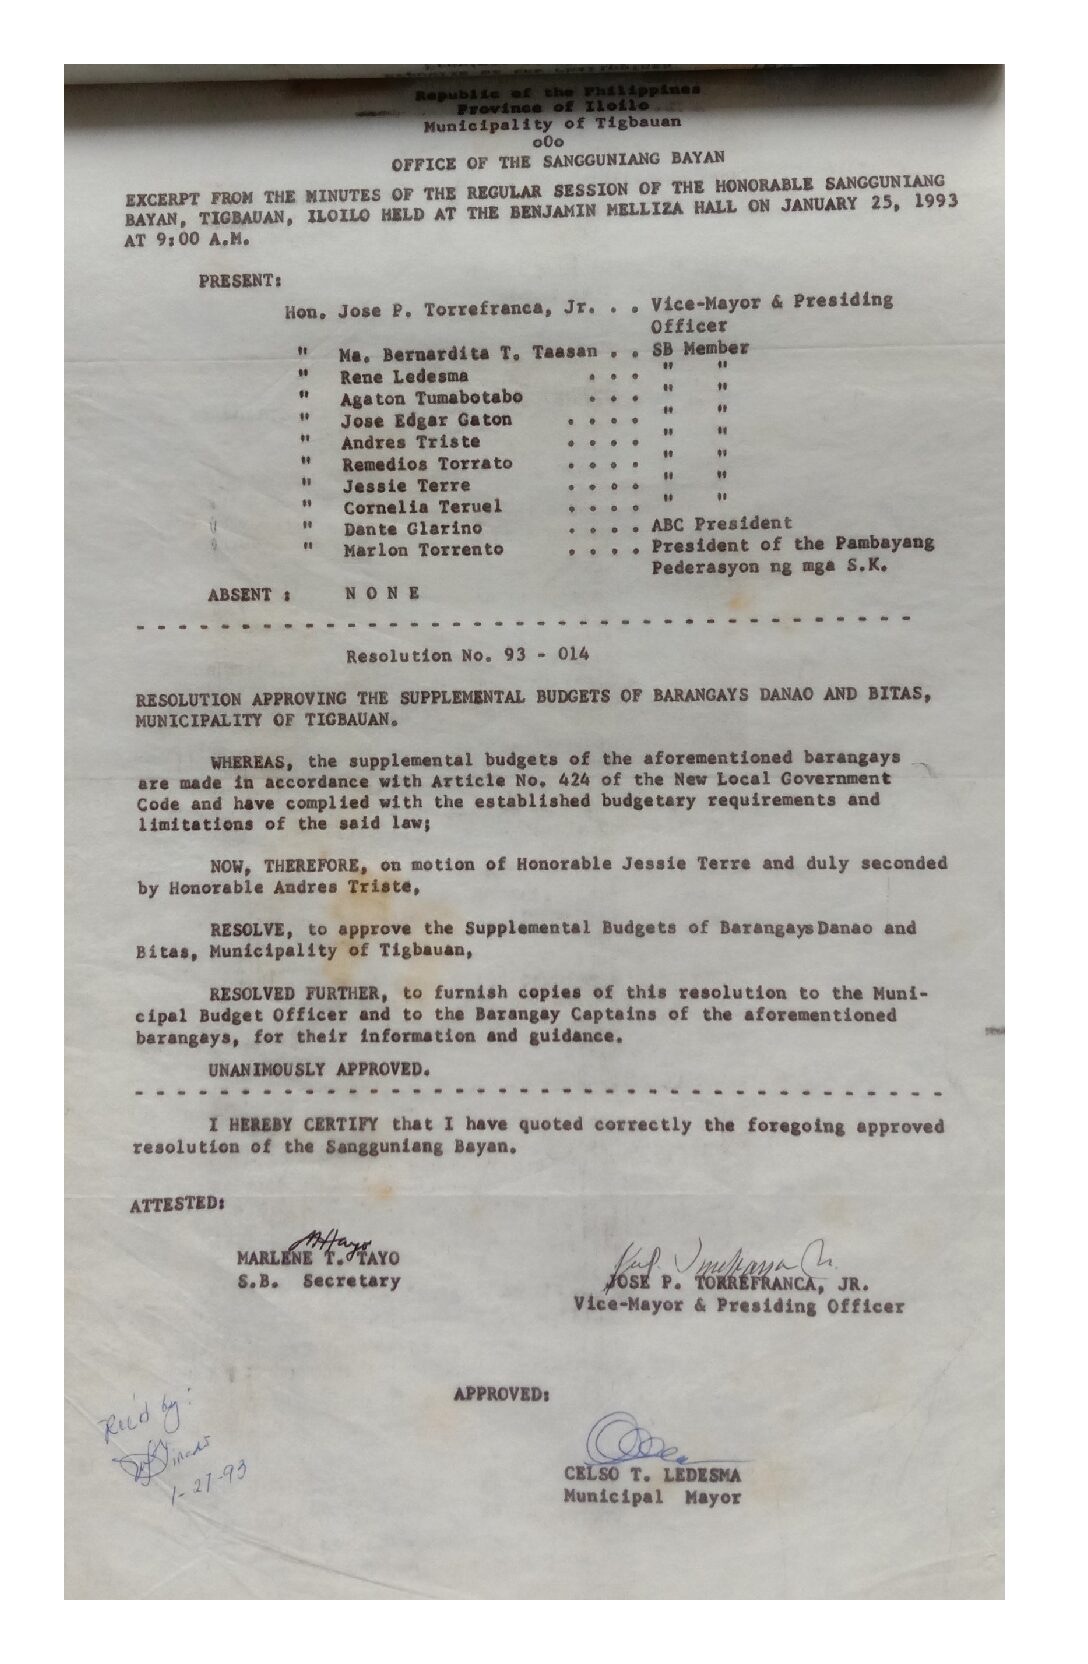 Republic of the Philippines
Province of Iloilo
Municipality of Tigbauan
oOo
OFFICE OF THE SANGGUNIANG BAYAN
EXCERPT FROM THE MINUTES OF THE REGULAR SESSION OF THE HONORABLE SANGGUNIANG
BAYAN, TIGBAUAN, ILOILO HELD AT THE BENJAMIN MELLIZA HALL ON JANUARY 25, 1993
AT 9:00 A.M.
PRESENT:
Hon. Jose P. Torrefranca, Jr. . . Vice-Mayor & Presiding
Officer
" Ma. Bernardita T. Taasan . . SB Member
" Rene Ledesma . . . " "
" Agaton Tumabotabo . . . " "
" Jose Edgar Gaton . . . . " "
" Andres Triste . . . . " "
" Remedios Torrato . . . . " "
" Jessie Terre . . . . " "
" Cornelia Teruel . . . . " "
" Dante Glarino . . . . ABC President
" Marlon Torrento . . . . President of the Pambayang
Pederasyon ng mga S.K.
ABSENT : N O N E
- - - - - - - - - - - - - - - - - - - - - - - - - - - - - - - - - - - - -
Resolution No. 93 - 014
RESOLUTION APPROVING THE SUPPLEMENTAL BUDGETS OF BARANGAYS DANAO AND BITAS,
MUNICIPALITY OF TIGBAUAN.
WHEREAS, the supplemental budgets of the aforementioned barangays
are made in accordance with Article No. 424 of the New Local Government
Code and have complied with the established budgetary requirements and
limitations of the said law;
NOW, THEREFORE, on motion of Honorable Jessie Terre and duly seconded
by Honorable Andres Triste,
RESOLVE, to approve the Supplemental Budgets of Barangays Danao and
Bitas, Municipality of Tigbauan,
RESOLVED FURTHER, to furnish copies of this resolution to the Muni-
cipal Budget Officer and to the Barangay Captains of the aforementioned
barangays, for their information and guidance.
UNANIMOUSLY APPROVED.
- - - - - - - - - - - - - - - - - - - - - - - - - - - - - - - - - - - - - - -
I HEREBY CERTIFY that I have quoted correctly the foregoing approved
resolution of the Sangguniang Bayan.
ATTESTED:
MARLENE T. TAYO
S.B. Secretary
JOSE P. TORREFRANCA, JR.
Vice-Mayor & Presiding Officer
APPROVED:
CELSO T. LEDESMA
Municipal Mayor
Rec'd by:
1-27-93